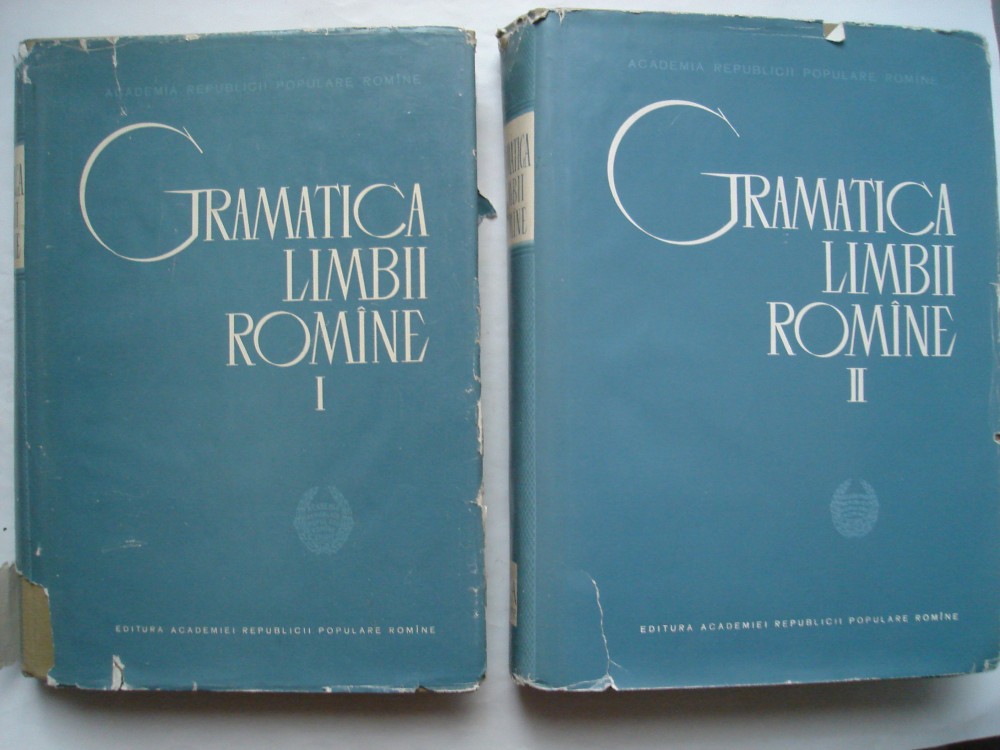 ACADEMIA REPUBLICII POPULARE ROMÎNE
GRAMATICA
LIMBII
ROMÎNE
I
EDITURA ACADEMIEI REPUBLICII POPULARE ROMÎNE
ACADEMIA REPUBLICII POPULARE ROMÎNE
GRAMATICA
LIMBII
ROMÎNE
II
EDITURA ACADEMIEI REPUBLICII POPULARE ROMÎNE